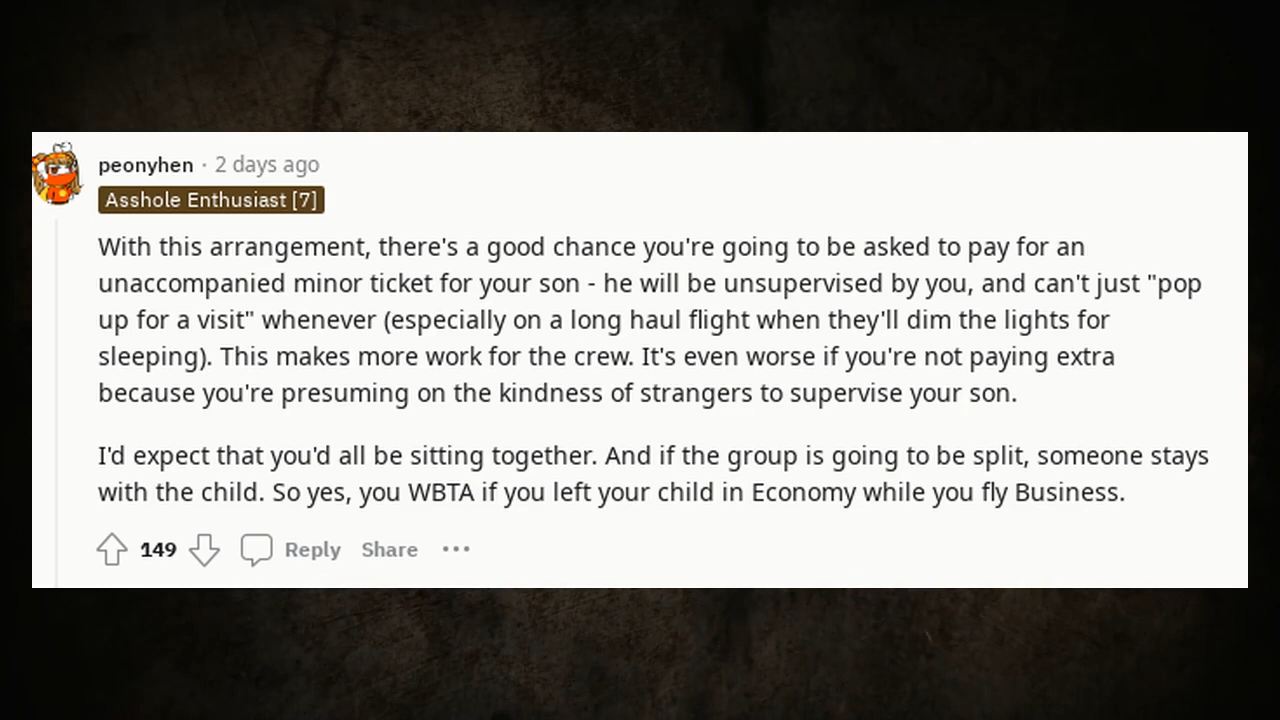 peonyhen · 2 days ago
Asshole Enthusiast [7]
With this arrangement, there's a good chance you're going to be asked to pay for an
unaccompanied minor ticket for your son - he will be unsupervised by you, and can't just "pop
up for a visit" whenever (especially on a long haul flight when they'll dim the lights for
sleeping). This makes more work for the crew. It's even worse if you're not paying extra
because you're presuming on the kindness of strangers to supervise your son.
I'd expect that you'd all be sitting together. And if the group is going to be split, someone stays
with the child. So yes, you WBTA if you left your child in Economy while you fly Business.
149 Reply Share •••